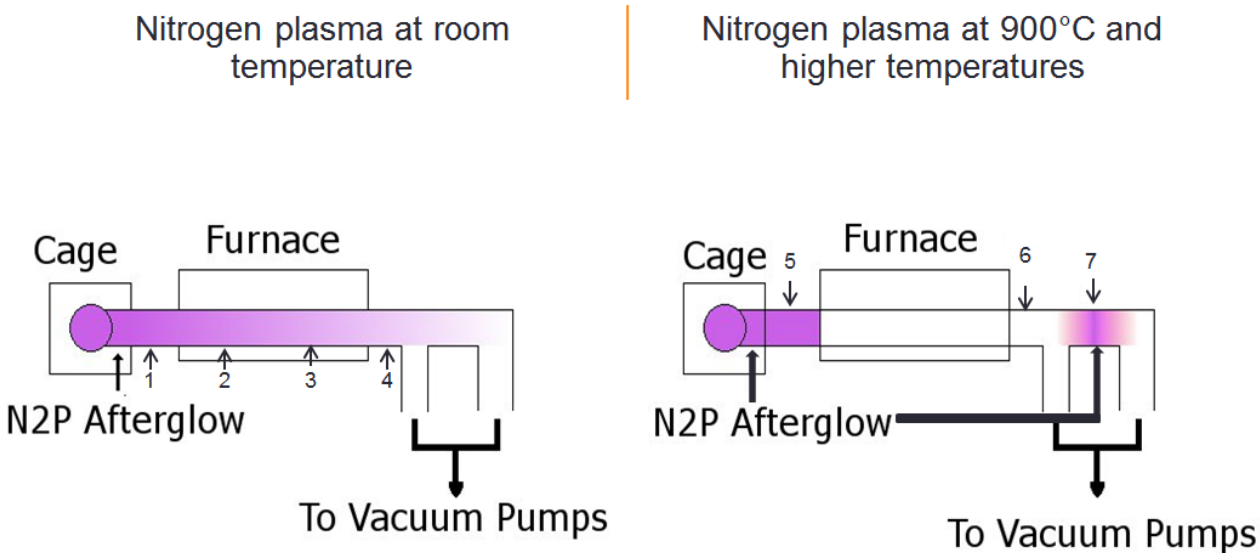 Nitrogen plasma at room
temperature
Nitrogen plasma at 900°C and
higher temperatures
Cage
Furnace
1
2
3
4
N2P Afterglow
To Vacuum Pumps
Cage
5
Furnace
6
7
N2P Afterglow
To Vacuum Pumps